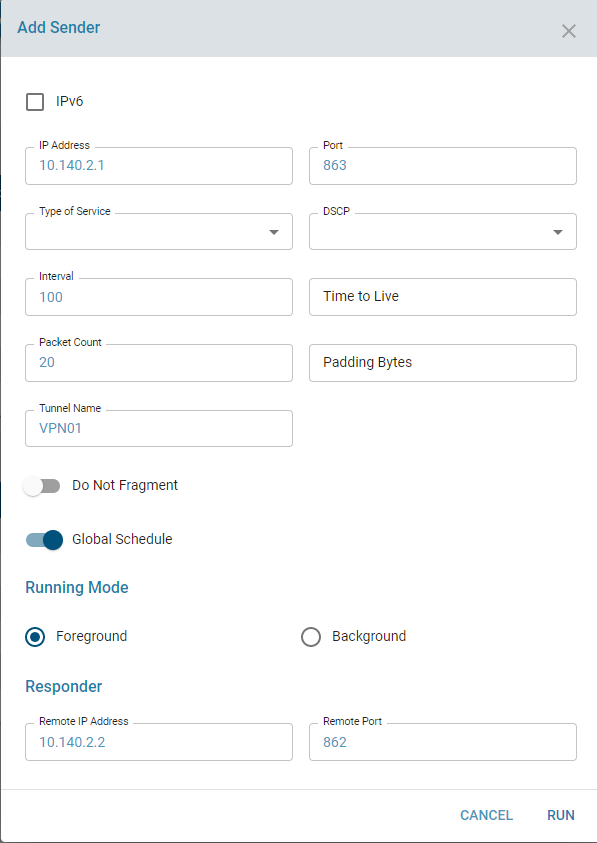 Add Sender
IPv6
IP Address
10.140.2.1
Port
863
Type of Service
DSCP
Interval
100
Time to Live
Packet Count
20
Padding Bytes
Tunnel Name
VPN01
Do Not Fragment
Global Schedule
Running Mode
Foreground
Background
Responder
Remote IP Address
10.140.2.2
Remote Port
862
CANCEL
RUN